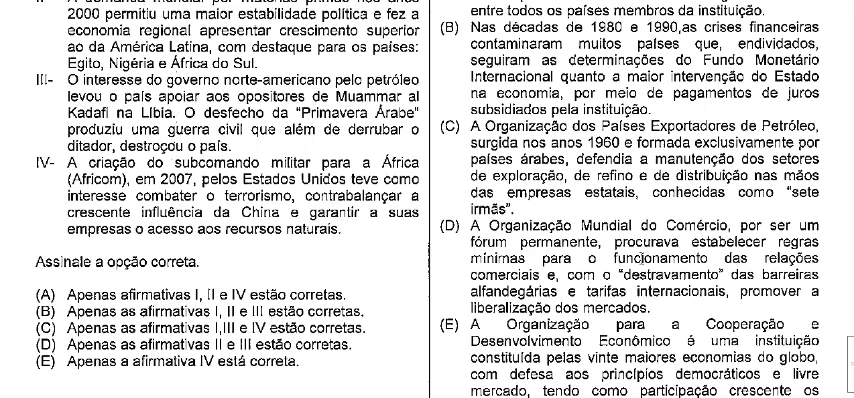 II- A demanda mundial por matérias primas nos anos
2000 permitiu uma maior estabilidade política e fez a
economia regional apresentar crescimento superior
ao da América Latina, com destaque para os países:
Egito, Nigéria e África do Sul.
III- O interesse do governo norte-americano pelo petróleo
levou o país apoiar aos opositores de Muammar al
Kadafi na Líbia. O desfecho da "Primavera Árabe"
produziu uma guerra civil que além de derrubar o
ditador, destroçou o país.
IV- A criação do subcomando militar para a África
(Africom), em 2007, pelos Estados Unidos teve como
interesse combater o terrorismo, contrabalançar a
crescente influência da China e garantir a suas
empresas o acesso aos recursos naturais.
Assinale a opção correta.
(A) Apenas afirmativas I, II e IV estão corretas.
(B) Apenas as afirmativas I, II e III estão corretas.
(C) Apenas as afirmativas I,III e IV estão corretas.
(D) Apenas as afirmativas II e III estão corretas.
(E) Apenas a afirmativa IV está correta.
entre todos os países membros da instituição.
(B) Nas décadas de 1980 e 1990,as crises financeiras
contaminaram muitos países que, endividados,
seguiram as determinações do Fundo Monetário
Internacional quanto a maior intervenção do Estado
na economia, por meio de pagamentos de juros
subsidiados pela instituição.
(C) A Organização dos Países Exportadores de Petróleo,
surgida nos anos 1960 e formada exclusivamente por
países árabes, defendia a manutenção dos setores
de exploração, de refino e de distribuição nas mãos
das empresas estatais, conhecidas como "sete
irmãs".
(D) A Organização Mundial do Comércio, por ser um
fórum permanente, procurava estabelecer regras
mínimas para o funcionamento das relações
comerciais e, com o "destravamento" das barreiras
alfandegárias e tarifas internacionais, promover a
liberalização dos mercados.
(E) A Organização para a Cooperação e
Desenvolvimento Econômico é uma instituição
constituída pelas vinte maiores economias do globo,
com defesa aos princípios democráticos e livre
mercado, tendo como participação crescente os